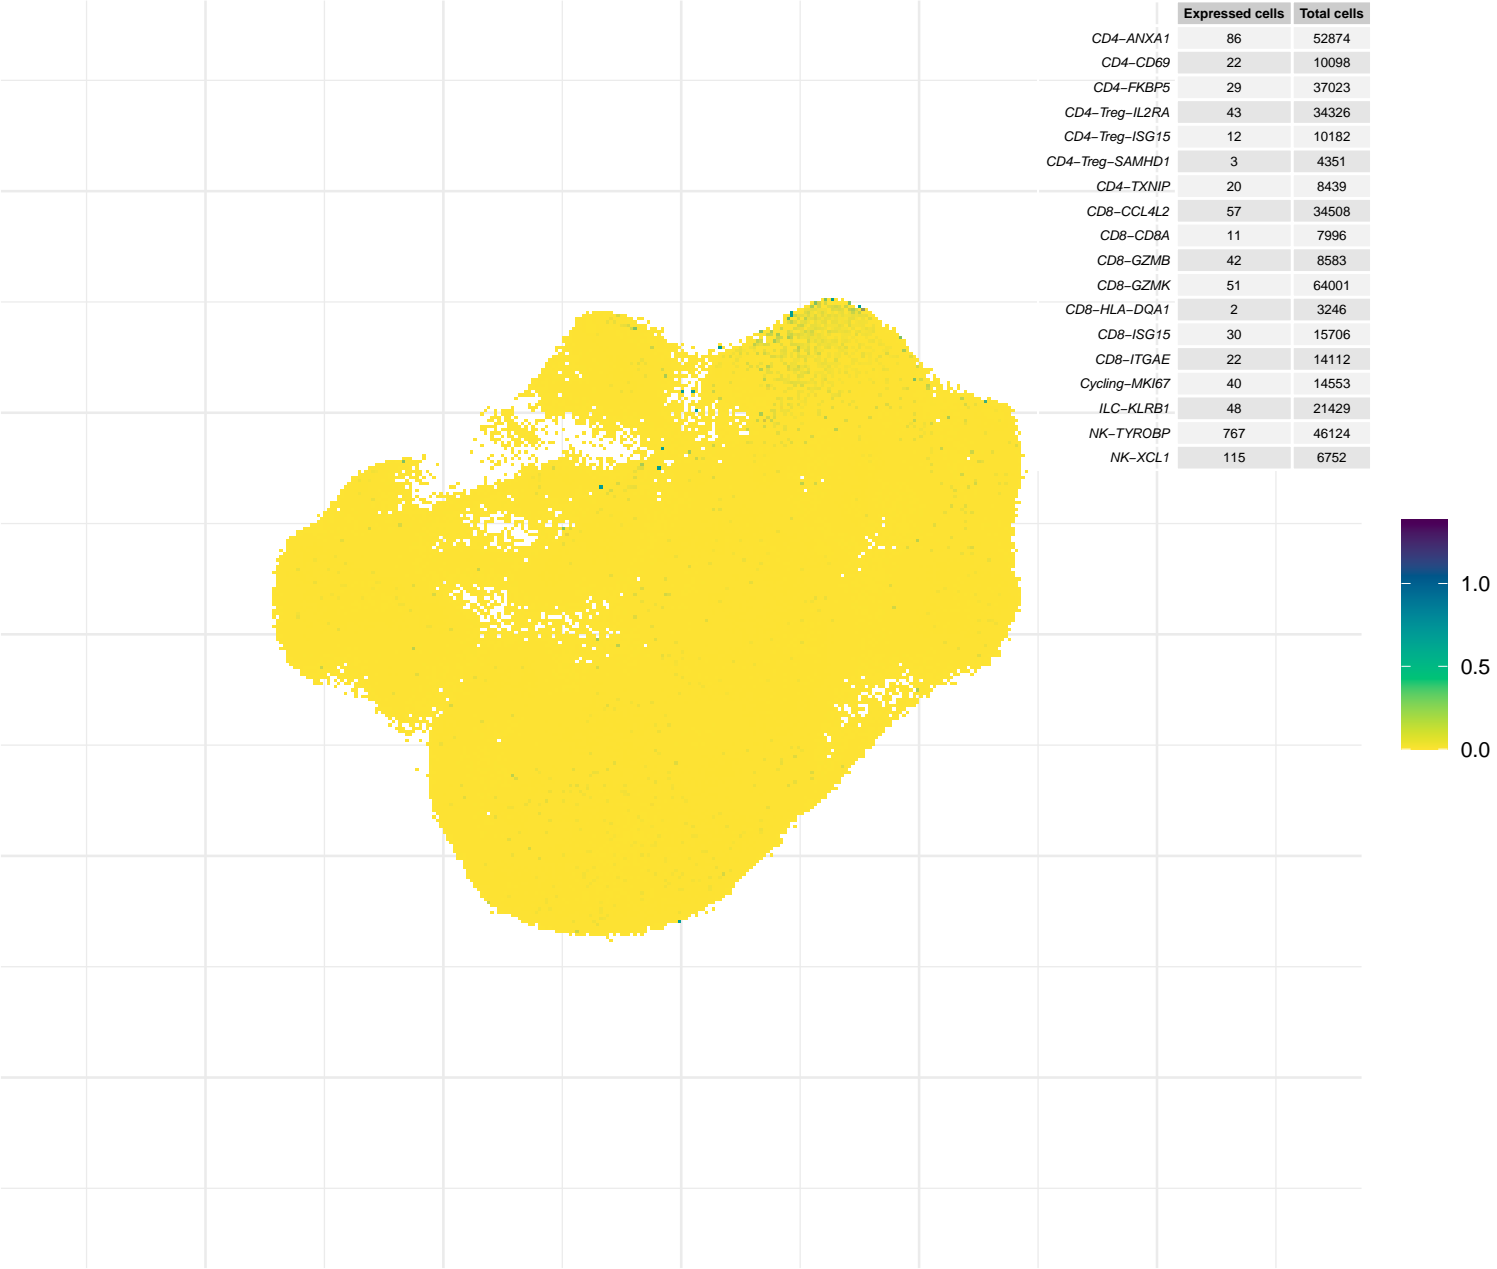 Expressed cells Total cells
CD4−ANXA1 86 52874
CD4−CD69 22 10098
CD4−FKBP5 29 37023
CD4−Treg−IL2RA 43 34326
CD4−Treg−ISG15 12 10182
CD4−Treg−SAMHD1 3 4351
CD4−TXNIP 20 8439
CD8−CCL4L2 57 34508
CD8−CD8A 11 7996
CD8−GZMB 42 8583
CD8−GZMK 51 64001
CD8−HLA−DQA1 2 3246
CD8−ISG15 30 15706
CD8−ITGAE 22 14112
Cycling−MKI67 40 14553
ILC−KLRB1 48 21429
NK−TYROBP 767 46124
NK−XCL1 115 6752
1.0
0.5
0.0